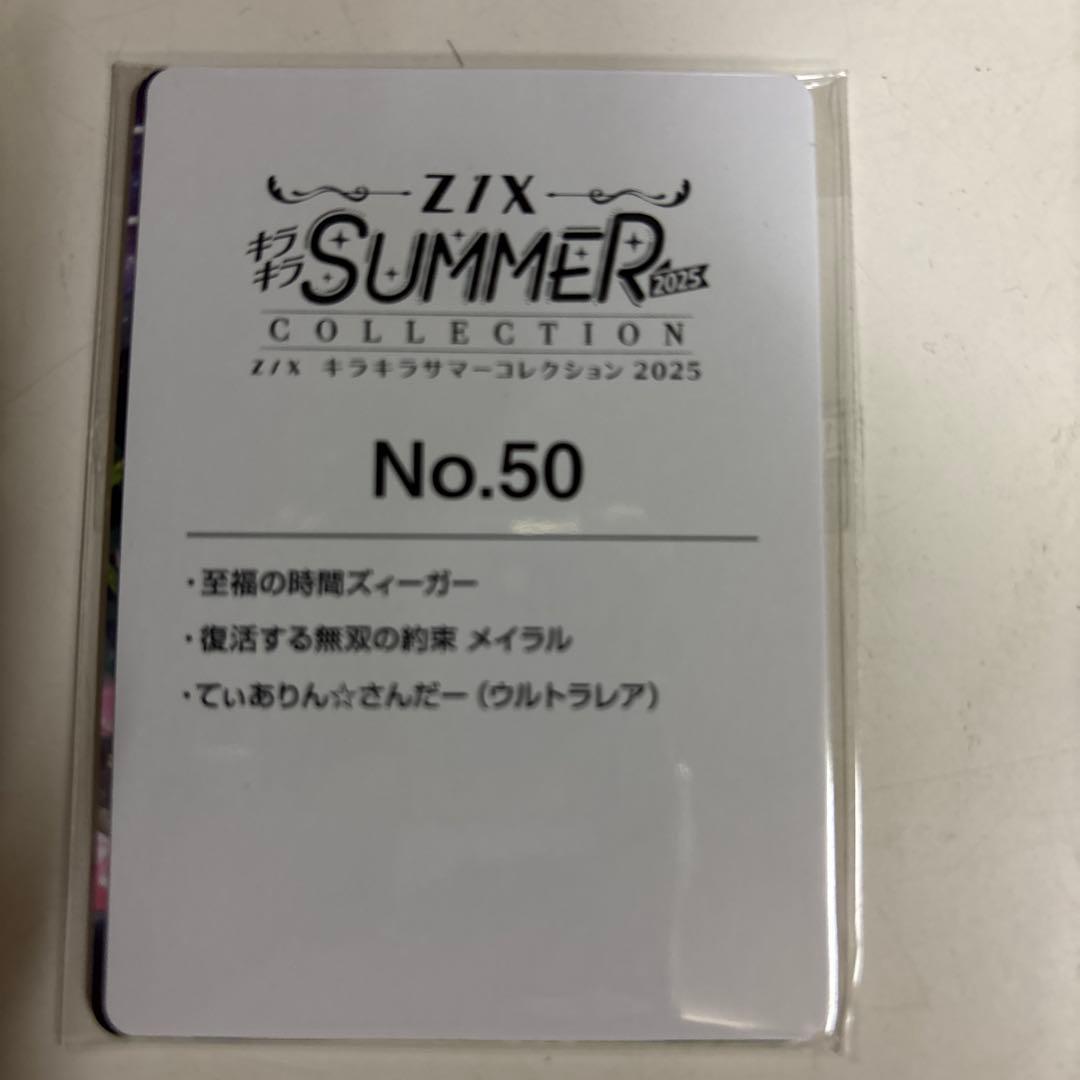 Z/X
キラキラ SUMMER 2025
COLLECTION
Z/X キラキラサマーコレクション 2025
No.50
・至福の時間ズィーガー
・復活する無双の約束 メイラル
・てぃありん☆さんだー（ウルトラレア）